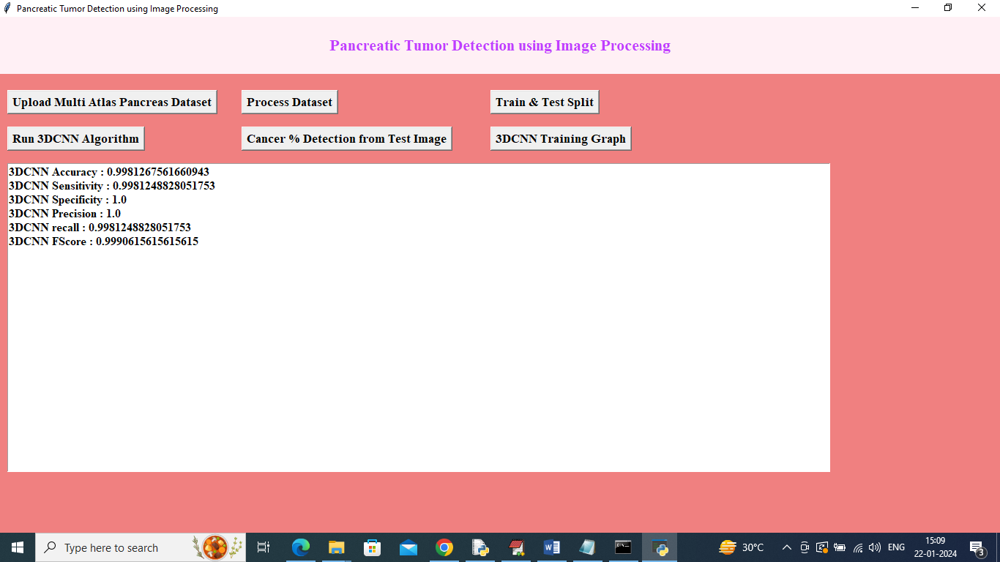 Pancreatic Tumor Detection using Image Processing
Pancreatic Tumor Detection using Image Processing
Upload Multi Atlas Pancreas Dataset
Process Dataset
Train & Test Split
Run 3DCNN Algorithm
Cancer % Detection from Test Image
3DCNN Training Graph
3DCNN Accuracy : 0.9981267561660943
3DCNN Sensitivity : 0.9981248828051753
3DCNN Specificity : 1.0
3DCNN Precision : 1.0
3DCNN recall : 0.9981248828051753
3DCNN FScore : 0.9990615615615615
Type here to search
30°C
ENG
15:09
22-01-2024
3